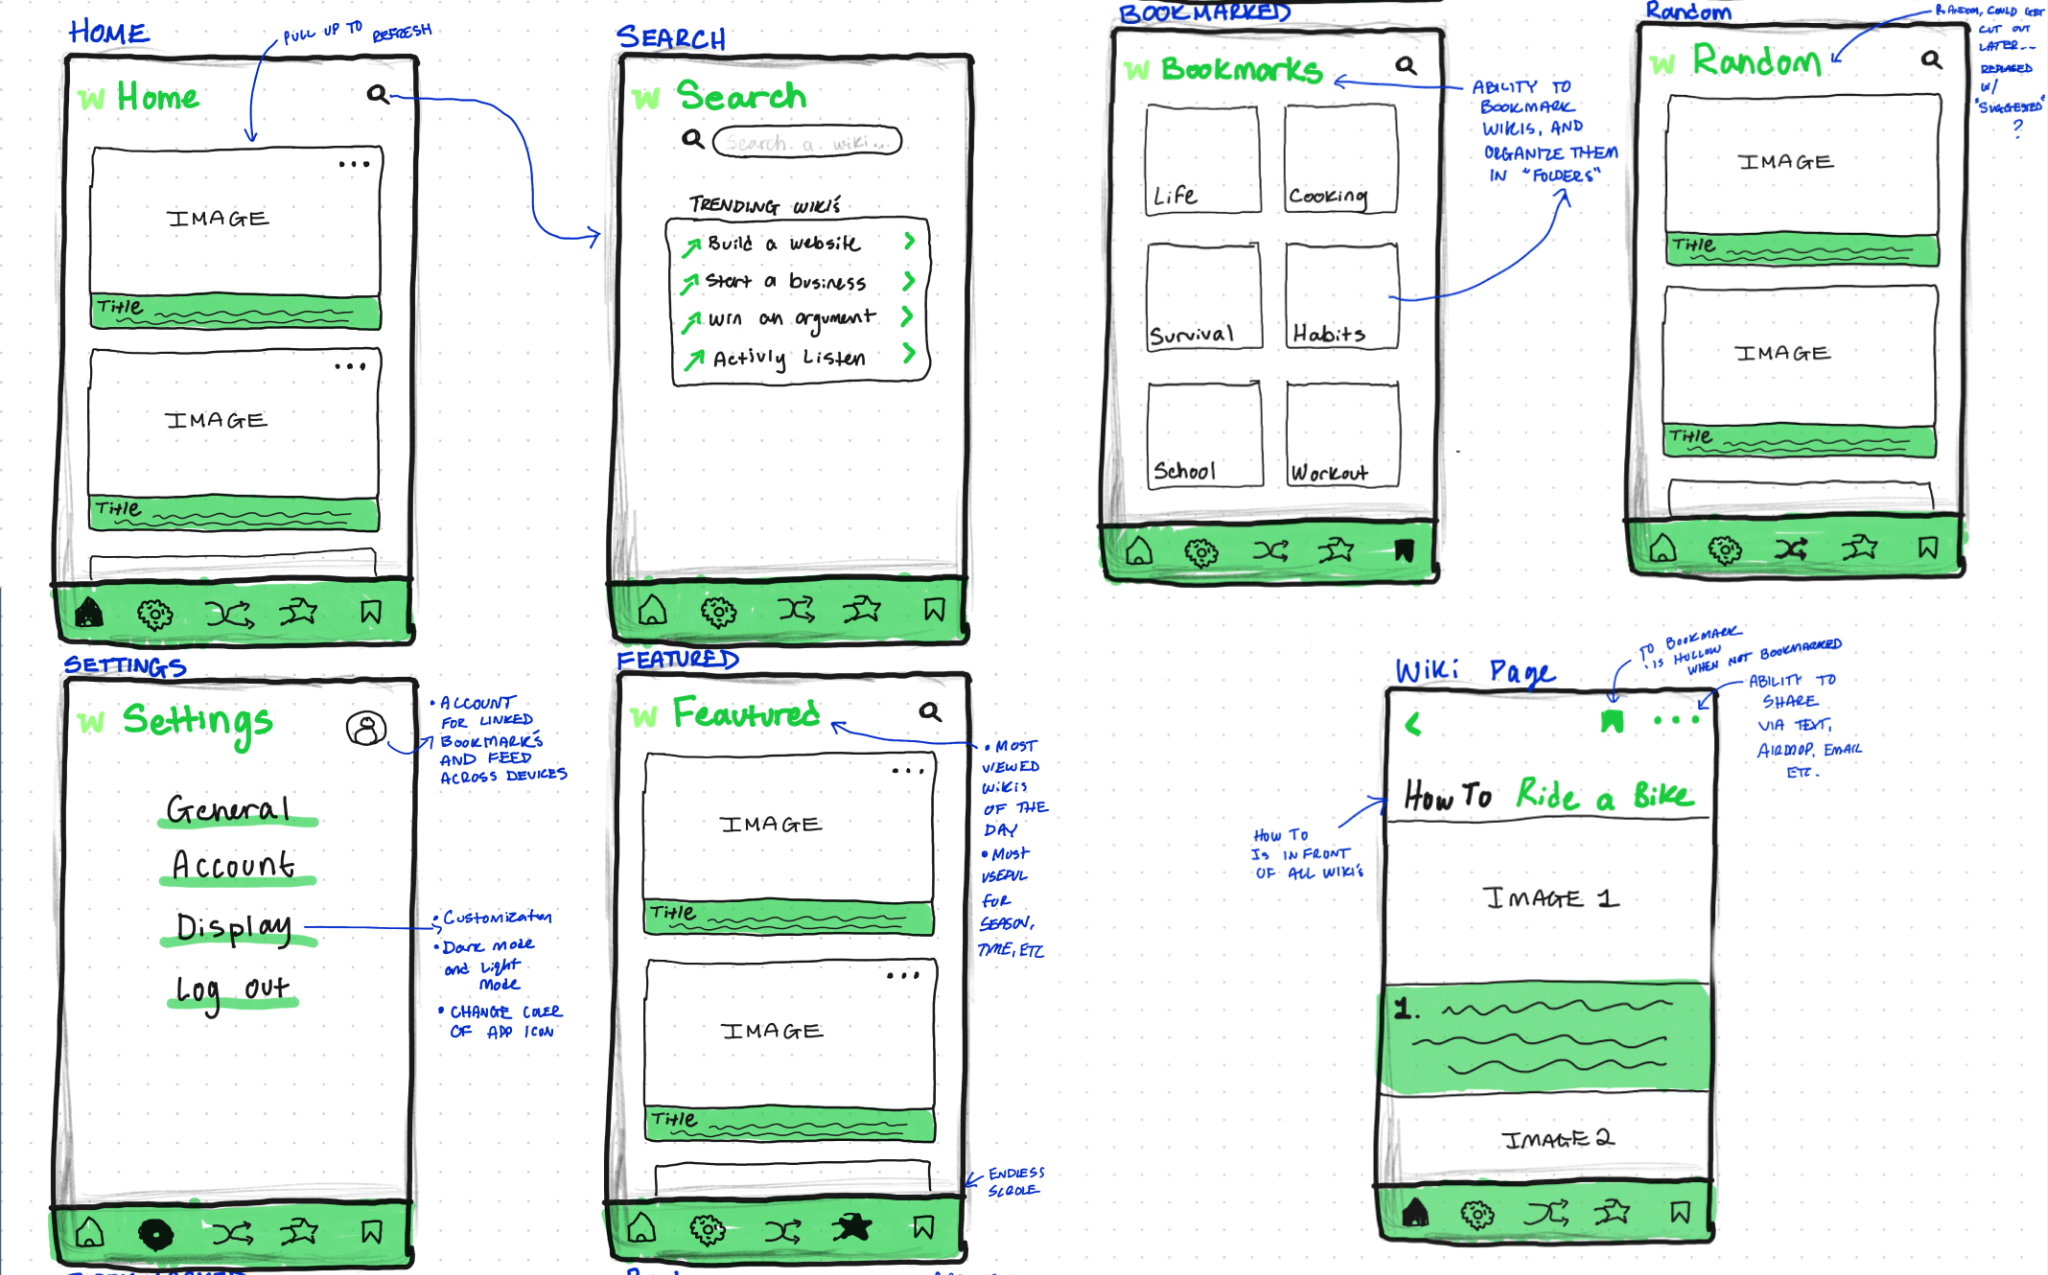 HOME
PULL UP TO REFRESH
W Home
IMAGE
Title
IMAGE
Title
SEARCH
W Search
Search a wiki...
TRENDING WIKI'S
Build a website
Start a business
Win an argument
Activly Listen
BOOKMARKED
W Bookmarks
Life
Cooking
Survival
Habits
School
Workout
ABILITY TO
BOOKMARK
WIKIS, AND
ORGANIZE THEM
IN "FOLDERS"
Random
W Random
IMAGE
Title
IMAGE
Title
RANDOM, COULD GET
CUT OUT
LATER...
REPLACED
W/
"SUGGESTED"
?
SETTINGS
W Settings
General
Account
Display
Log out
• ACCOUNT
FOR LINKED
BOOKMARK'S
AND FEED
ACROSS DEVICES
• Customization
• Dark mode
and Light
mode
• CHANGE COLER
OF APP ICON
FEATURED
W Feautured
IMAGE
Title
IMAGE
Title
• MOST
VIEWED
WIKIS
OF THE
DAY
• MUST
USEFUL
FOR
SEASON,
TIME, ETC
ENDLESS
SCROLE
Wiki Page
TO BOOKMARK
IS HOLLOW
WHEN NOT BOOKMARKED
ABILITY TO
SHARE
VIA TEXT,
AIRDROP, EMAIL
ETC.
How To Ride a Bike
HOW TO
IS IN FRONT
OF ALL WIKI'S
IMAGE 1
1.
IMAGE 2